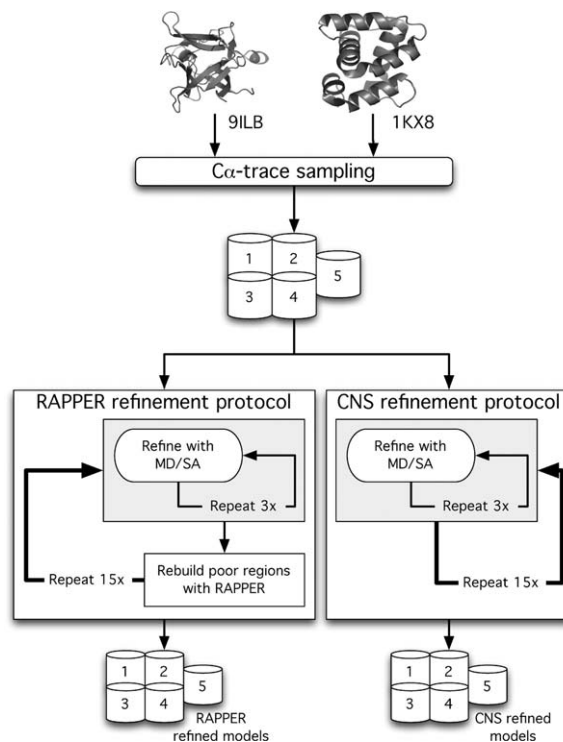 9ILB
1KX8
Cα-trace sampling
1
2
3
4
5
RAPPER refinement protocol
Refine with
MD/SA
Repeat 3x
Repeat 15x
Rebuild poor regions
with RAPPER
CNS refinement protocol
Refine with
MD/SA
Repeat 3x
Repeat 15x
1
2
3
4
5
RAPPER
refined models
1
2
3
4
5
CNS refined
models